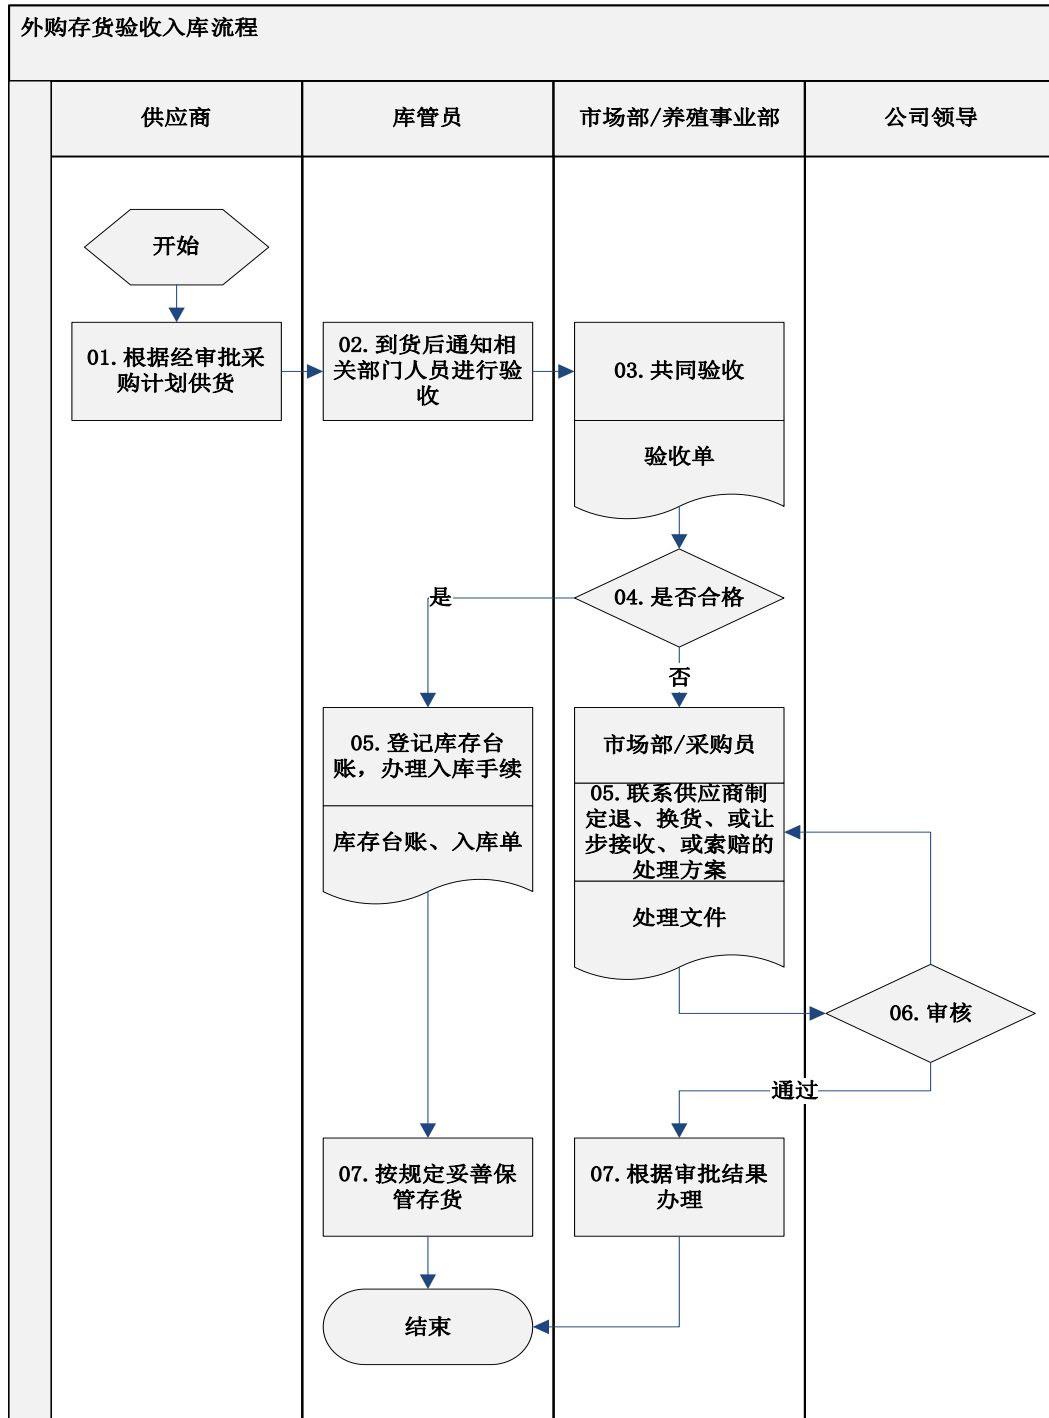 外购存货验收入库流程
供应商
库管员
市场部/养殖事业部
公司领导
开始
01.根据经审批采
购计划供货
02.到货后通知相
关部门人员进行验
收
03.共同验收
验收单
04.是否合格
是
否
05.登记库存台
账，办理入库手续
库存台账、入库单
市场部/采购员
05.联系供应商制
定退、换货、或让
步接收、或索赔的
处理方案
处理文件
06.审核
通过
07.按规定妥善保
管存货
07.根据审批结果
办理
结束